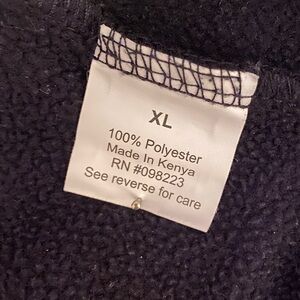 XL
100% Polyester
Made In Kenya
RN #098223
See reverse for care